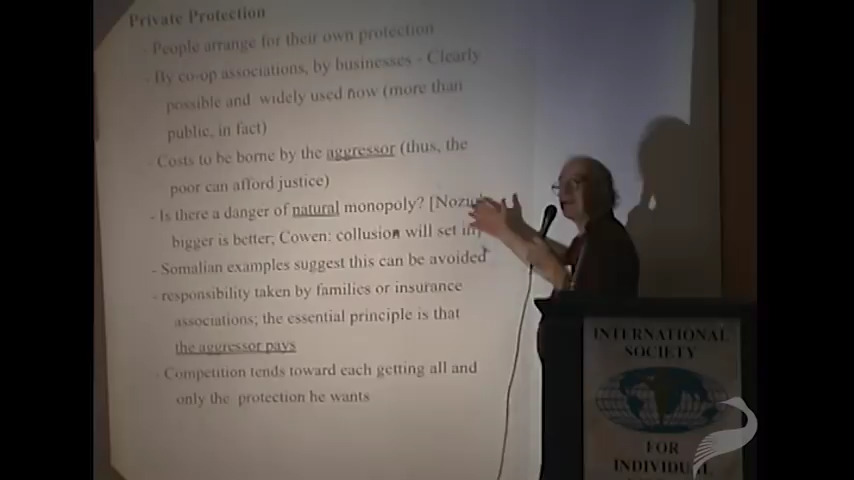 Private Protection
- People arrange for their own protection
- By co-op associations, by businesses - Clearly
possible and widely used now (more than
public, in fact)
- Costs to be borne by the aggressor (thus, the
poor can afford justice)
- Is there a danger of natural monopoly? [Nozick
bigger is better; Cowen: collusion will set in]
- Somalian examples suggest this can be avoided
- responsibility taken by families or insurance
associations; the essential principle is that
the aggressor pays
- Competition tends toward each getting all and
only the protection he wants
INTERNATIONAL
SOCIETY
FOR
INDIVIDUAL